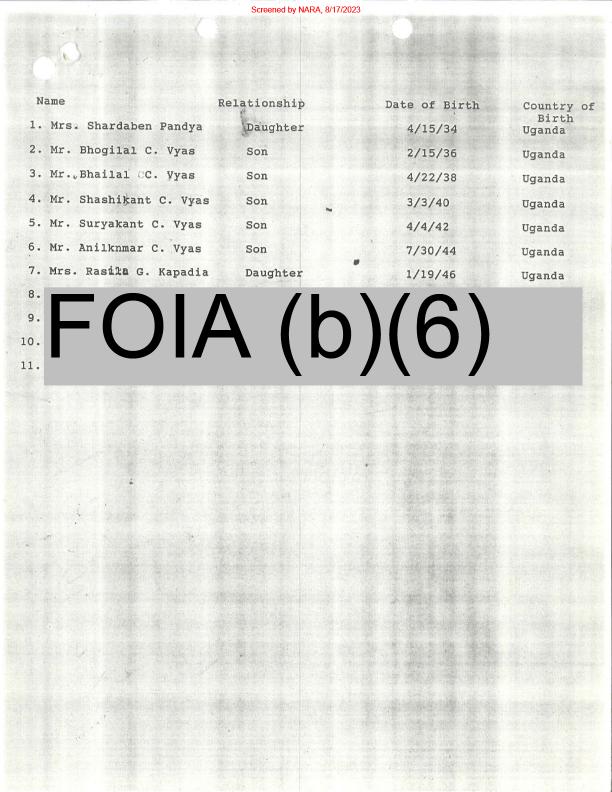 Screened by NARA, 8/17/2023
Name Relationship Date of Birth Country of Birth
1. Mrs. Shardaben Pandya Daughter 4/15/34 Uganda
2. Mr. Bhogilal C. Vyas Son 2/15/36 Uganda
3. Mr. Bhailal C. Vyas Son 4/22/38 Uganda
4. Mr. Shashikant C. Vyas Son 3/3/40 Uganda
5. Mr. Suryakant C. Vyas Son 4/4/42 Uganda
6. Mr. Anilknmar C. Vyas Son 7/30/44 Uganda
7. Mrs. Rasila G. Kapadia Daughter 1/19/46 Uganda
8.
9.
10.
11.
FOIA (b)(6)